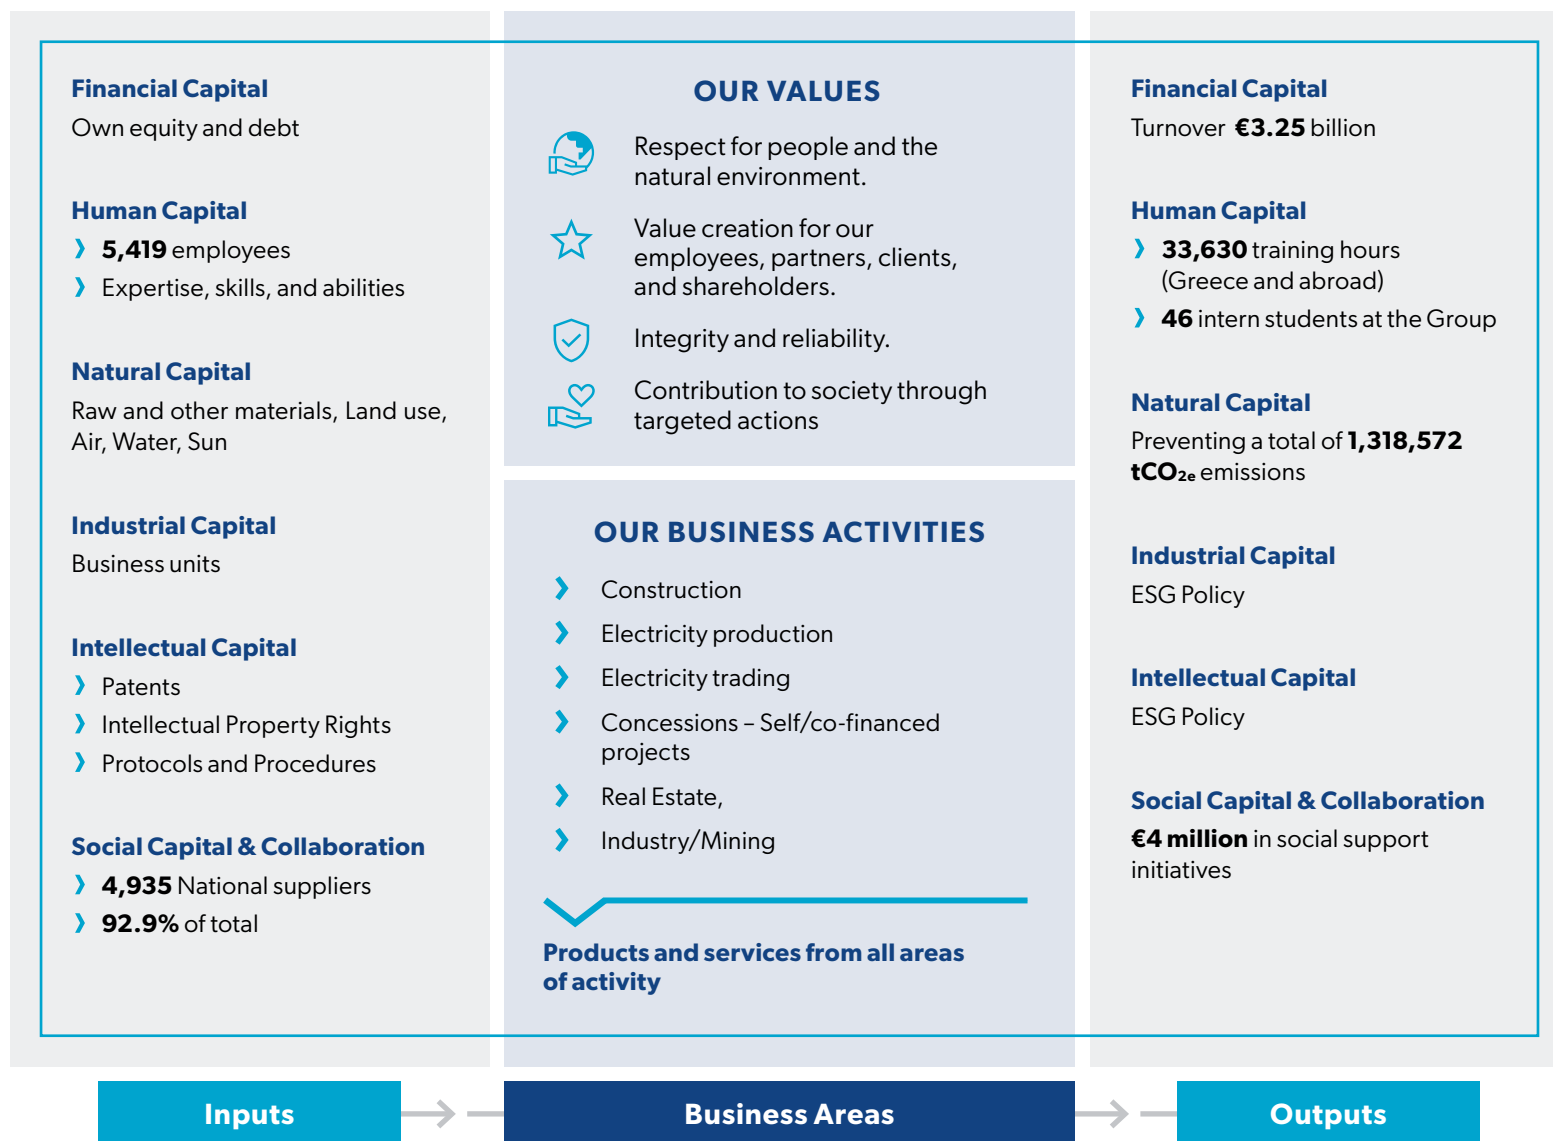 Financial Capital
Own equity and debt
Human Capital
❯ 5,419 employees
❯ Expertise, skills, and abilities
Natural Capital
Raw and other materials, Land use,
Air, Water, Sun
Industrial Capital
Business units
Intellectual Capital
❯ Patents
❯ Intellectual Property Rights
❯ Protocols and Procedures
Social Capital & Collaboration
❯ 4,935 National suppliers
❯ 92.9% of total
OUR VALUES
Respect for people and the
natural environment.
Value creation for our
employees, partners, clients,
and shareholders.
Integrity and reliability.
Contribution to society through
targeted actions
OUR BUSINESS ACTIVITIES
❯ Construction
❯ Electricity production
❯ Electricity trading
❯ Concessions – Self/co-financed
projects
❯ Real Estate,
❯ Industry/Mining
Products and services from all areas
of activity
Financial Capital
Turnover €3.25 billion
Human Capital
❯ 33,630 training hours
(Greece and abroad)
❯ 46 intern students at the Group
Natural Capital
Preventing a total of 1,318,572
tCO₂ₑ emissions
Industrial Capital
ESG Policy
Intellectual Capital
ESG Policy
Social Capital & Collaboration
€4 million in social support
initiatives
Inputs
Business Areas
Outputs